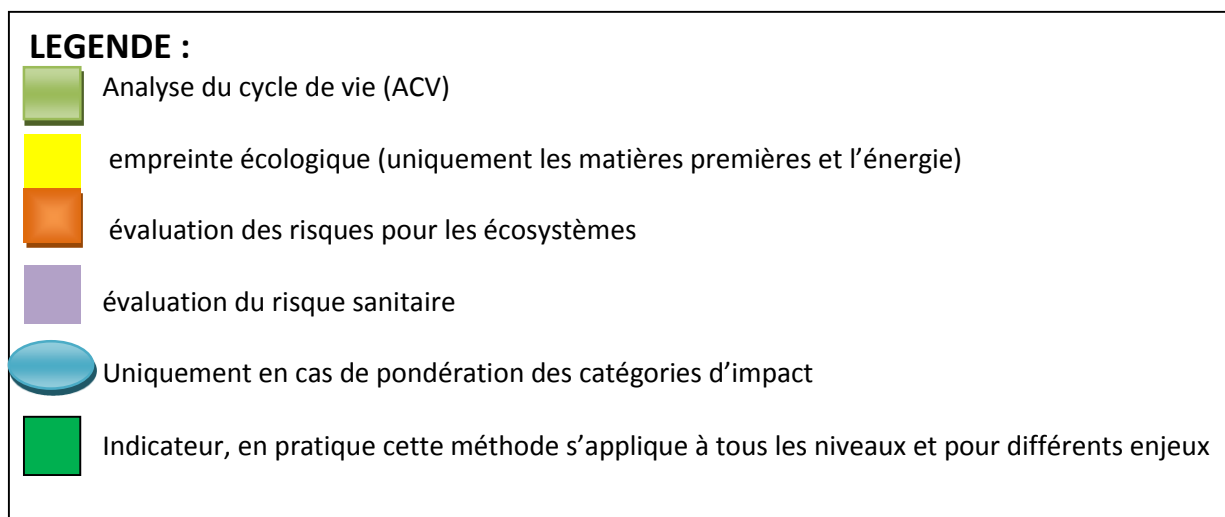 LEGENDE :
Analyse du cycle de vie (ACV)
empreinte écologique (uniquement les matières premières et l’énergie)
évaluation des risques pour les écosystèmes
évaluation du risque sanitaire
Uniquement en cas de pondération des catégories d’impact
Indicateur, en pratique cette méthode s’applique à tous les niveaux et pour différents enjeux